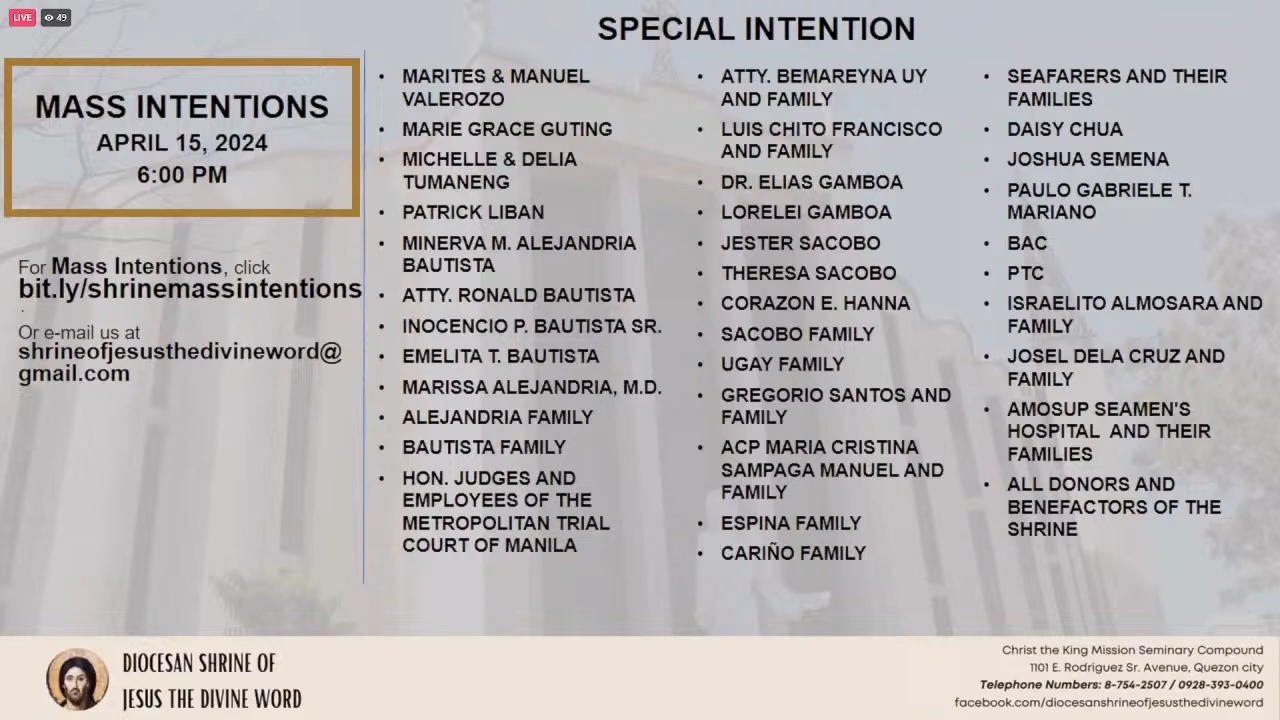 LIVE
49
SPECIAL INTENTION
MASS INTENTIONS
APRIL 15, 2024
6:00 PM
For Mass Intentions, click
bit.ly/shrinemassintentions
.
Or e-mail us at
shrineofjesusthedivineword@
gmail.com
• MARITES & MANUEL
VALEROZO
• MARIE GRACE GUTING
• MICHELLE & DELIA
TUMANENG
• PATRICK LIBAN
• MINERVA M. ALEJANDRIA
BAUTISTA
• ATTY. RONALD BAUTISTA
• INOCENCIO P. BAUTISTA SR.
• EMELITA T. BAUTISTA
• MARISSA ALEJANDRIA, M.D.
• ALEJANDRIA FAMILY
• BAUTISTA FAMILY
• HON. JUDGES AND
EMPLOYEES OF THE
METROPOLITAN TRIAL
COURT OF MANILA
• ATTY. BEMAREYNA UY
AND FAMILY
• LUIS CHITO FRANCISCO
AND FAMILY
• DR. ELIAS GAMBOA
• LORELEI GAMBOA
• JESTER SACOBO
• THERESA SACOBO
• CORAZON E. HANNA
• SACOBO FAMILY
• UGAY FAMILY
• GREGORIO SANTOS AND
FAMILY
• ACP MARIA CRISTINA
SAMPAGA MANUEL AND
FAMILY
• ESPINA FAMILY
• CARIÑO FAMILY
• SEAFARERS AND THEIR
FAMILIES
• DAISY CHUA
• JOSHUA SEMENA
• PAULO GABRIELE T.
MARIANO
• BAC
• PTC
• ISRAELITO ALMOSARA AND
FAMILY
• JOSEL DELA CRUZ AND
FAMILY
• AMOSUP SEAMEN'S
HOSPITAL AND THEIR
FAMILIES
• ALL DONORS AND
BENEFACTORS OF THE
SHRINE
DIOCESAN SHRINE OF
JESUS THE DIVINE WORD
Christ the King Mission Seminary Compound
1101 E. Rodriguez Sr. Avenue, Quezon city
Telephone Numbers: 8-754-2507 / 0928-393-0400
facebook.com/diocesanshrineofjesusthedivineword